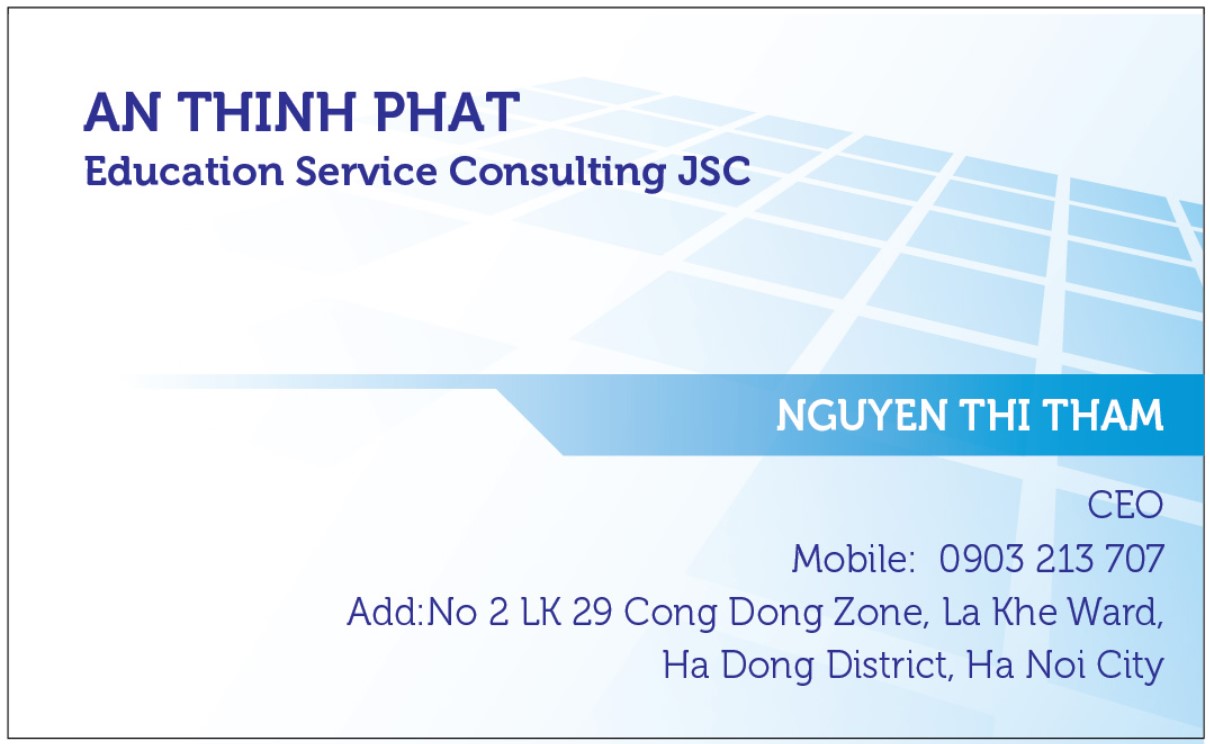 AN THINH PHAT
Education Service Consulting JSC
NGUYEN THI THAM
CEO
Mobile: 0903 213 707
Add:No 2 LK 29 Cong Dong Zone, La Khe Ward,
Ha Dong District, Ha Noi City